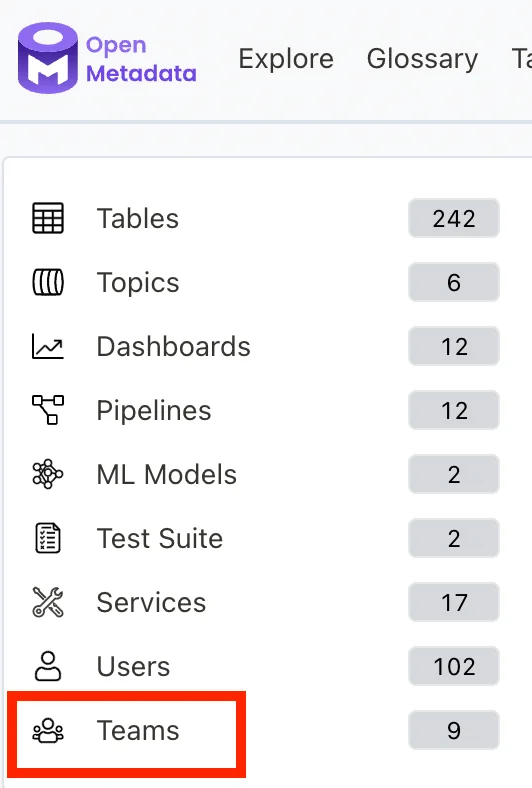 Open
Metadata
Explore Glossary
Tables 242
Topics 6
Dashboards 12
Pipelines 12
ML Models 2
Test Suite 2
Services 17
Users 102
Teams 9